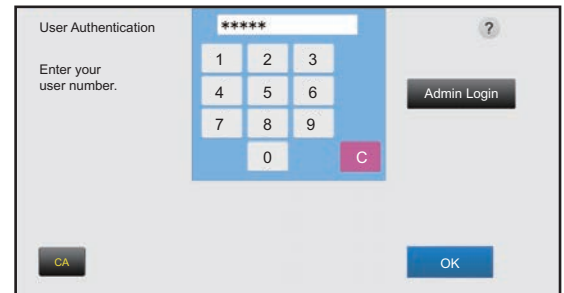 User Authentication
*****
?
Enter your
user number.
1 2 3
4 5 6
7 8 9
0 C
Admin Login
CA
OK